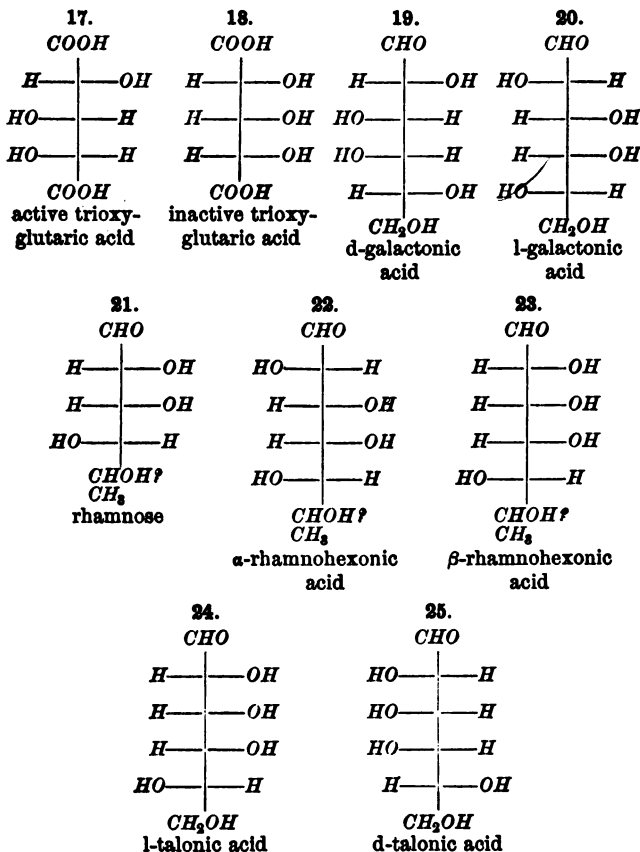 17. 18. 19. 20.
COOH COOH CHO CHO
H OH H OH H OH HO H
HO H H OH HO H H OH
HO H H OH HO H H OH
COOH COOH H OH HO H
active trioxy- inactive trioxy- CH₂OH CH₂OH
glutaric acid glutaric acid d-galactonic l-galactonic
acid acid
21. 22. 23.
CHO CHO CHO
H OH HO H H OH
H OH H OH H OH
HO H H OH H OH
CHOH? HO H HO H
CH₃ CHOH? CHOH?
rhamnose CH₃ CH₃
α-rhamnohexonic β-rhamnohexonic
acid acid
24. 25.
CHO CHO
H OH HO H
H OH HO H
H OH HO H
HO H H OH
CH₂OH CH₂OH
l-talonic acid d-talonic acid